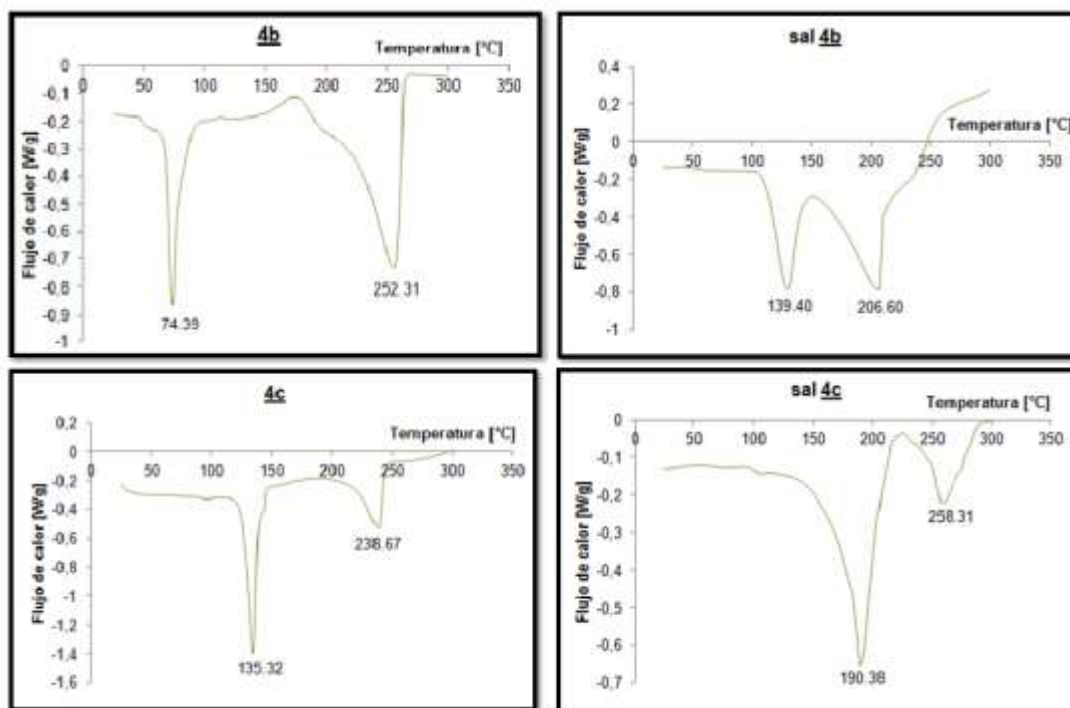 4b
Temperatura [°C]
0
0 50 100 150 200 250 300 350
-0,1
-0,2
-0,3
-0,4
-0,5
-0,6
-0,7
-0,8
-0,9
-1
Flujo de calor [W/g]
74.39
252.31
sal 4b
0,4
0,2
Temperatura [°C]
0
0 50 100 150 200 250 300 350
-0,2
-0,4
-0,6
-0,8
-1
Flujo de calor [W/g]
139.40
206.60
4c
0,2
Temperatura [°C]
0
0 50 100 150 200 250 300 350
-0,2
-0,4
-0,6
-0,8
-1
-1,2
-1,4
-1,6
Flujo de calor [W/g]
238.67
135.32
sal 4c
Temperatura [°C]
0
0 50 100 150 200 250 300 350
-0,1
-0,2
-0,3
-0,4
-0,5
-0,6
-0,7
Flujo de calor [W/g]
258.31
190.38